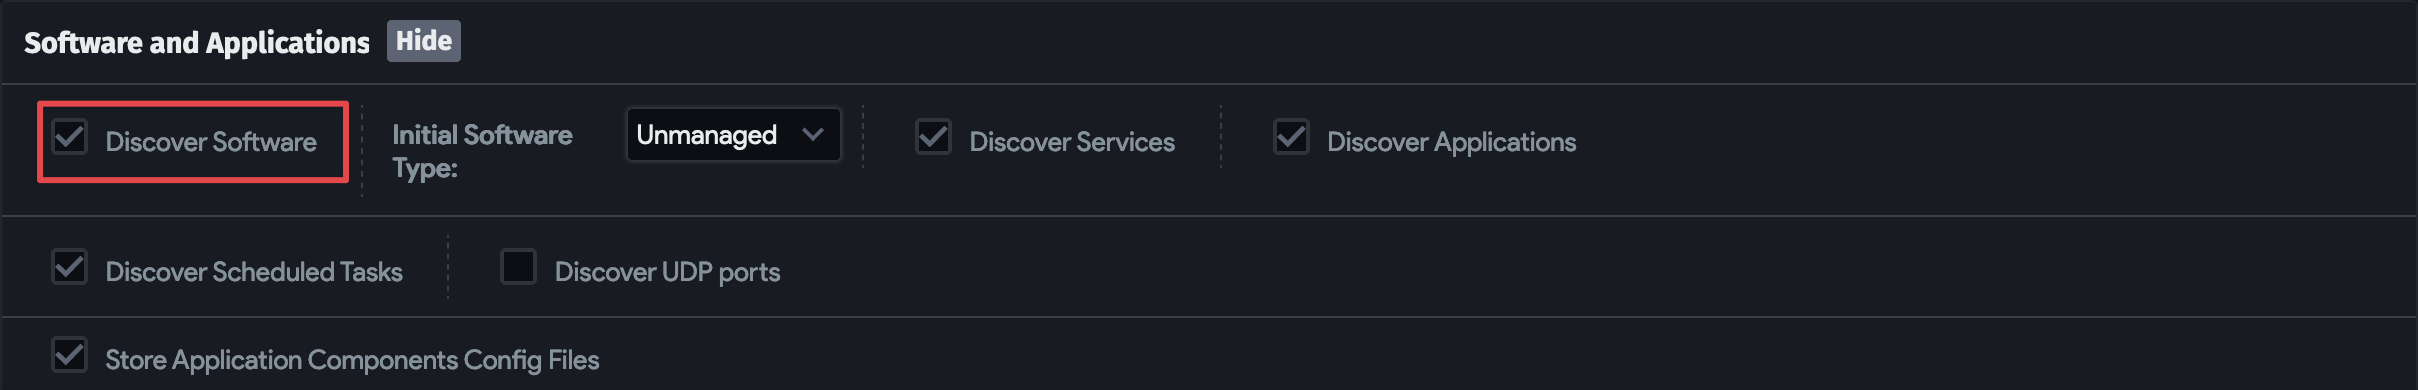 Software and Applications Hide
Discover Software
Initial Software
Type:
Unmanaged
Discover Services
Discover Applications
Discover Scheduled Tasks
Discover UDP ports
Store Application Components Config Files